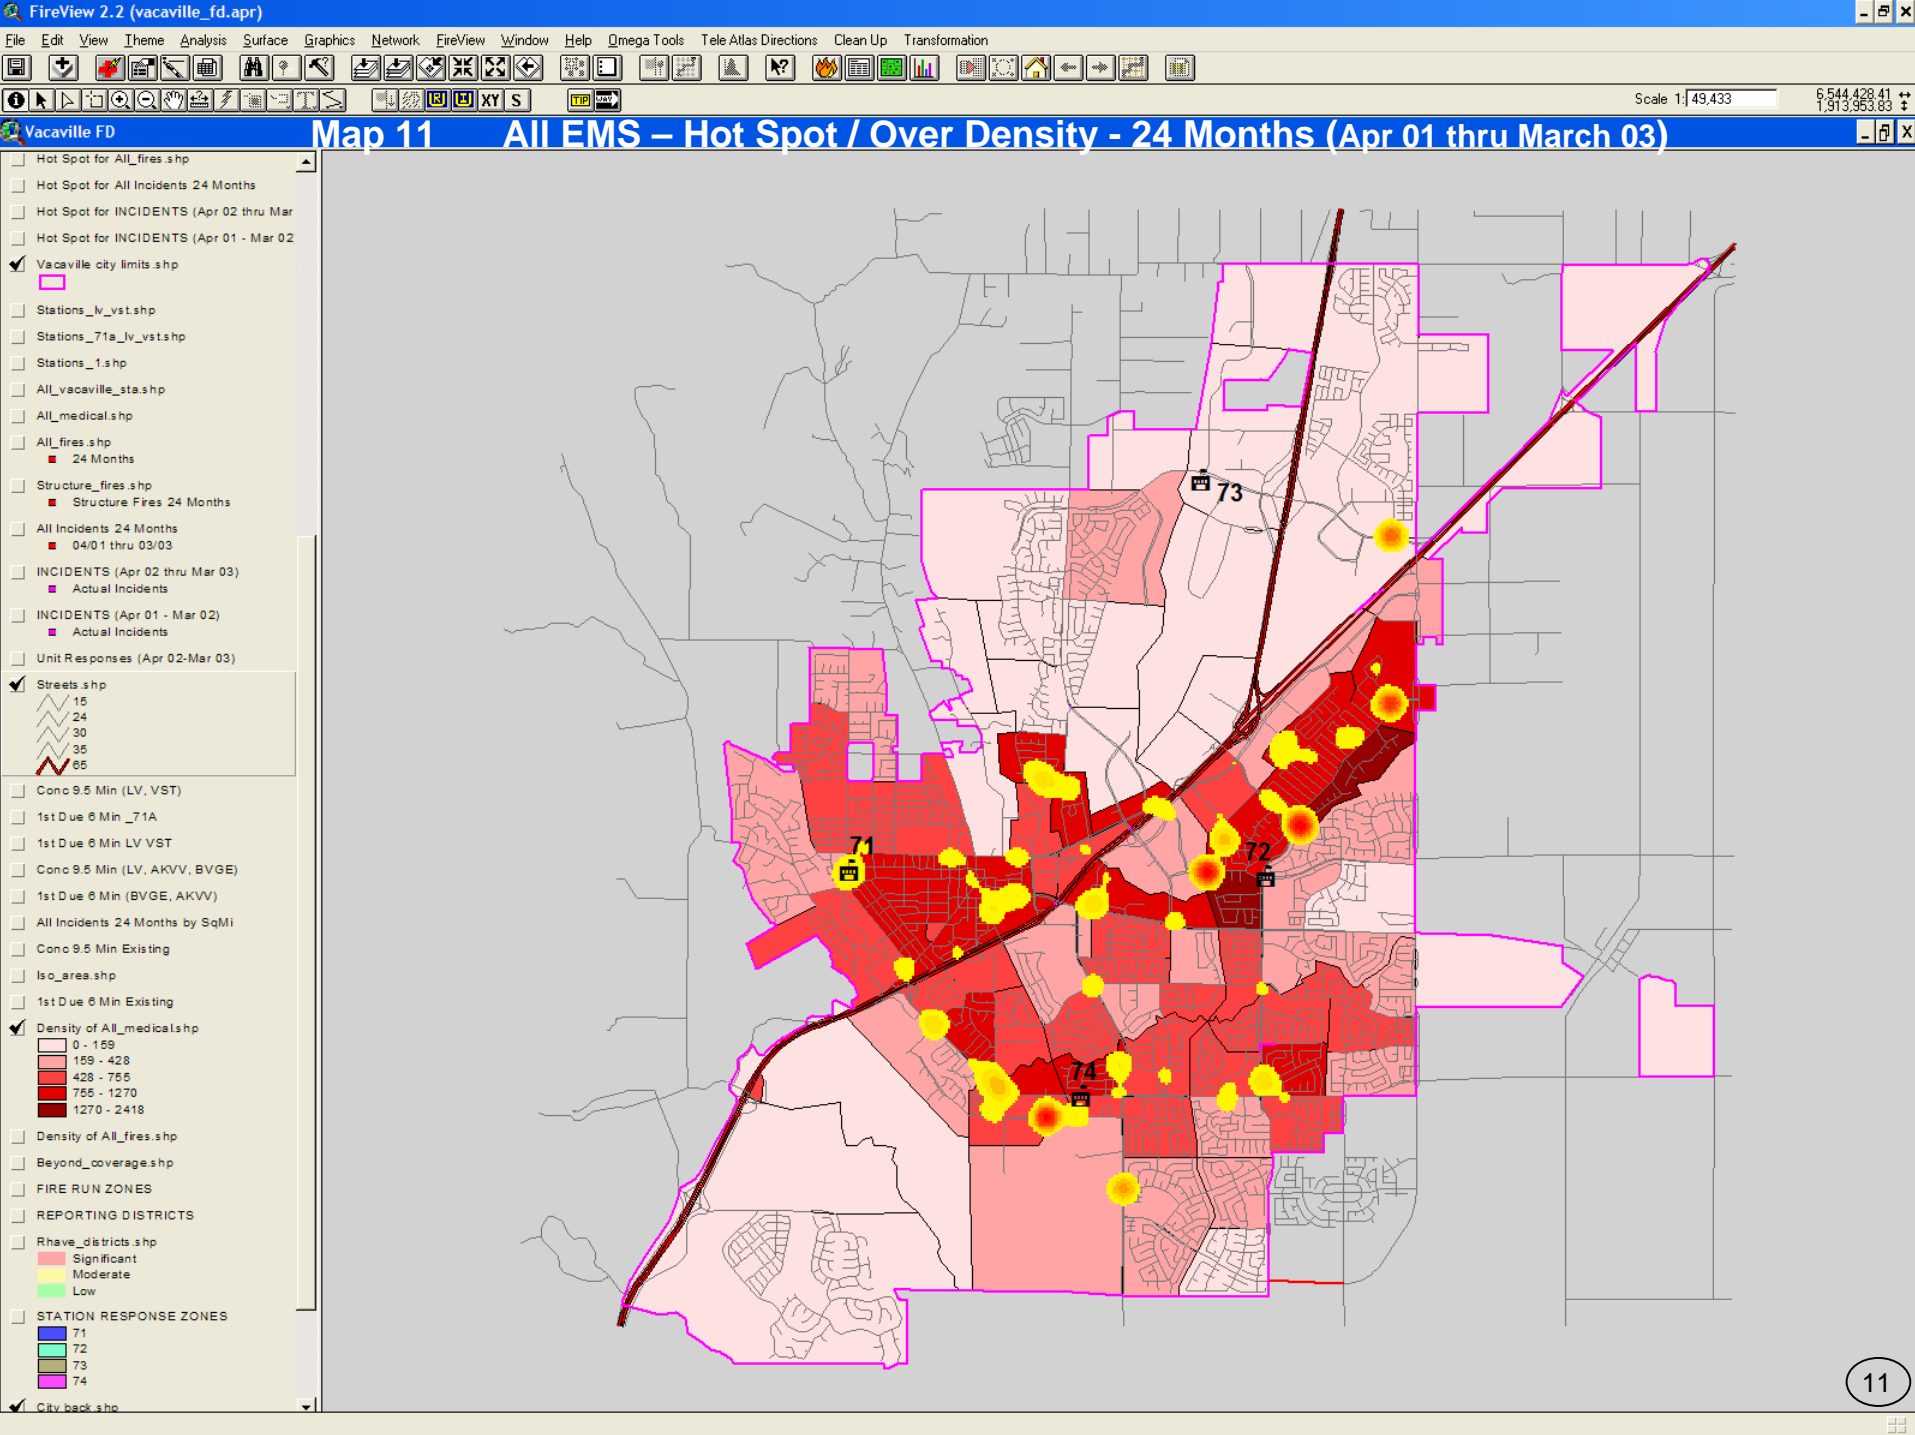 FireView 2.2 (vacaville_fd.apr)
File Edit View Theme Analysis Surface Graphics Network FireView Window Help Omega Tools Tele Atlas Directions Clean Up Transformation
XY S TIP WAY
Scale 1: 49,433
6,544,428.41
1,913,953.83
Vacaville FD
Map 11 All EMS – Hot Spot / Over Density - 24 Months (Apr 01 thru March 03)
Hot Spot for All_fires.shp
Hot Spot for All Incidents 24 Months
Hot Spot for INCIDENTS (Apr 02 thru Mar
Hot Spot for INCIDENTS (Apr 01 - Mar 02
Vacaville city limits.shp
Stations_lv_vst.shp
Stations_71a_lv_vst.shp
Stations_1.shp
All_vacaville_sta.shp
All_medical.shp
All_fires.shp
24 Months
Structure_fires.shp
Structure Fires 24 Months
All Incidents 24 Months
04/01 thru 03/03
INCIDENTS (Apr 02 thru Mar 03)
Actual Incidents
INCIDENTS (Apr 01 - Mar 02)
Actual Incidents
Unit Responses (Apr 02-Mar 03)
Streets.shp
15
24
30
35
65
Conc 9.5 Min (LV, VST)
1st Due 6 Min _71A
1st Due 6 Min LV VST
Conc 9.5 Min (LV, AKVV, BVGE)
1st Due 6 Min (BVGE, AKVV)
All Incidents 24 Months by SqMi
Conc 9.5 Min Existing
Iso_area.shp
1st Due 6 Min Existing
Density of All_medical.shp
0 - 159
159 - 428
428 - 755
755 - 1270
1270 - 2418
Density of All_fires.shp
Beyond_coverage.shp
FIRE RUN ZONES
REPORTING DISTRICTS
Rhave_districts.shp
Significant
Moderate
Low
STATION RESPONSE ZONES
71
72
73
74
City back.shp
73
71
72
74
11